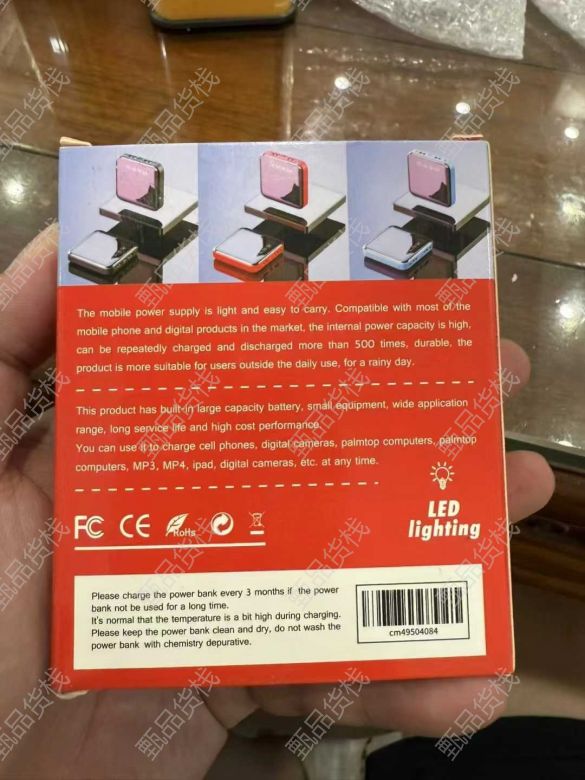 The mobile power supply is light and easy to carry. Compatible with most of the
mobile phone and digital products in the market, the internal power capacity is high,
can be repeatedly charged and discharged more than 500 times, durable, the
product is more suitable for users outside the daily use, for a rainy day.
This product has built-in large capacity battery, small equipment, wide application
range, long service life and high cost performance.
You can use it to charge cell phones, digital cameras, palmtop computers, palmtop
computers, MP3, MP4, ipad, digital cameras, etc. at any time.
LED
lighting
FC CE RoHs
Please charge the power bank every 3 months if the power
bank not be used for a long time.
It's normal that the temperature is a bit high during charging.
Please keep the power bank clean and dry, do not wash the
power bank with chemistry depurative.
cm49504084
甄品货栈